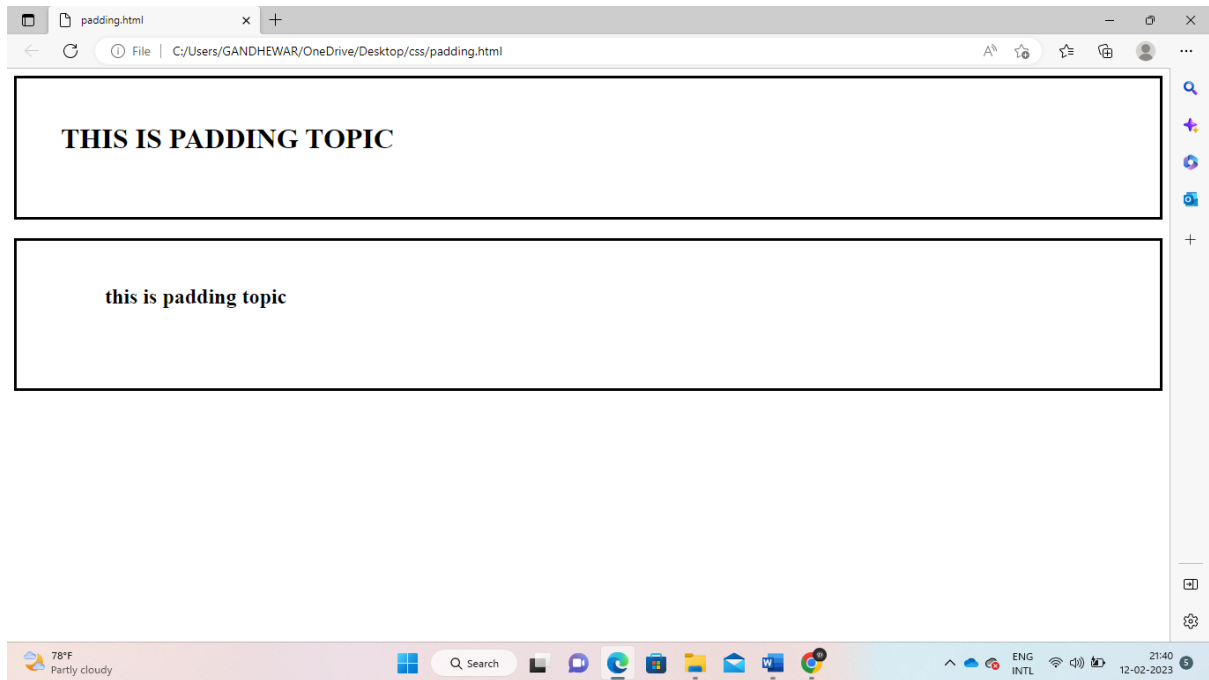 padding.html
File | C:/Users/GANDHEWAR/OneDrive/Desktop/css/padding.html
THIS IS PADDING TOPIC
this is padding topic
78°F
Partly cloudy
Search
ENG
INTL
21:40
12-02-2023
5